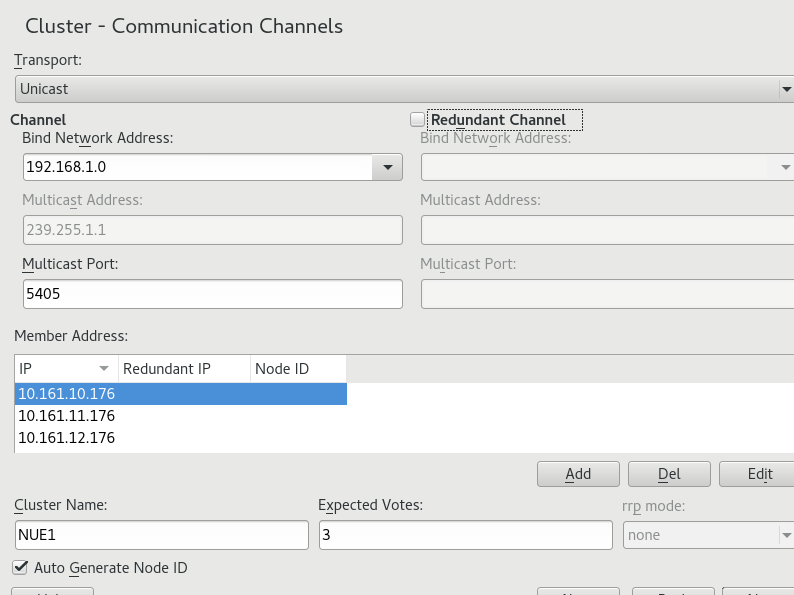 Cluster - Communication Channels
Transport:
Unicast
Channel
Bind Network Address:
192.168.1.0
Multicast Address:
239.255.1.1
Multicast Port:
5405
Redundant Channel
Bind Network Address:
Multicast Address:
Multicast Port:
Member Address:
IP Redundant IP Node ID
10.161.10.176
10.161.11.176
10.161.12.176
Add Del Edit
Cluster Name: Expected Votes: rrp mode:
NUE1 3 none
Auto Generate Node ID